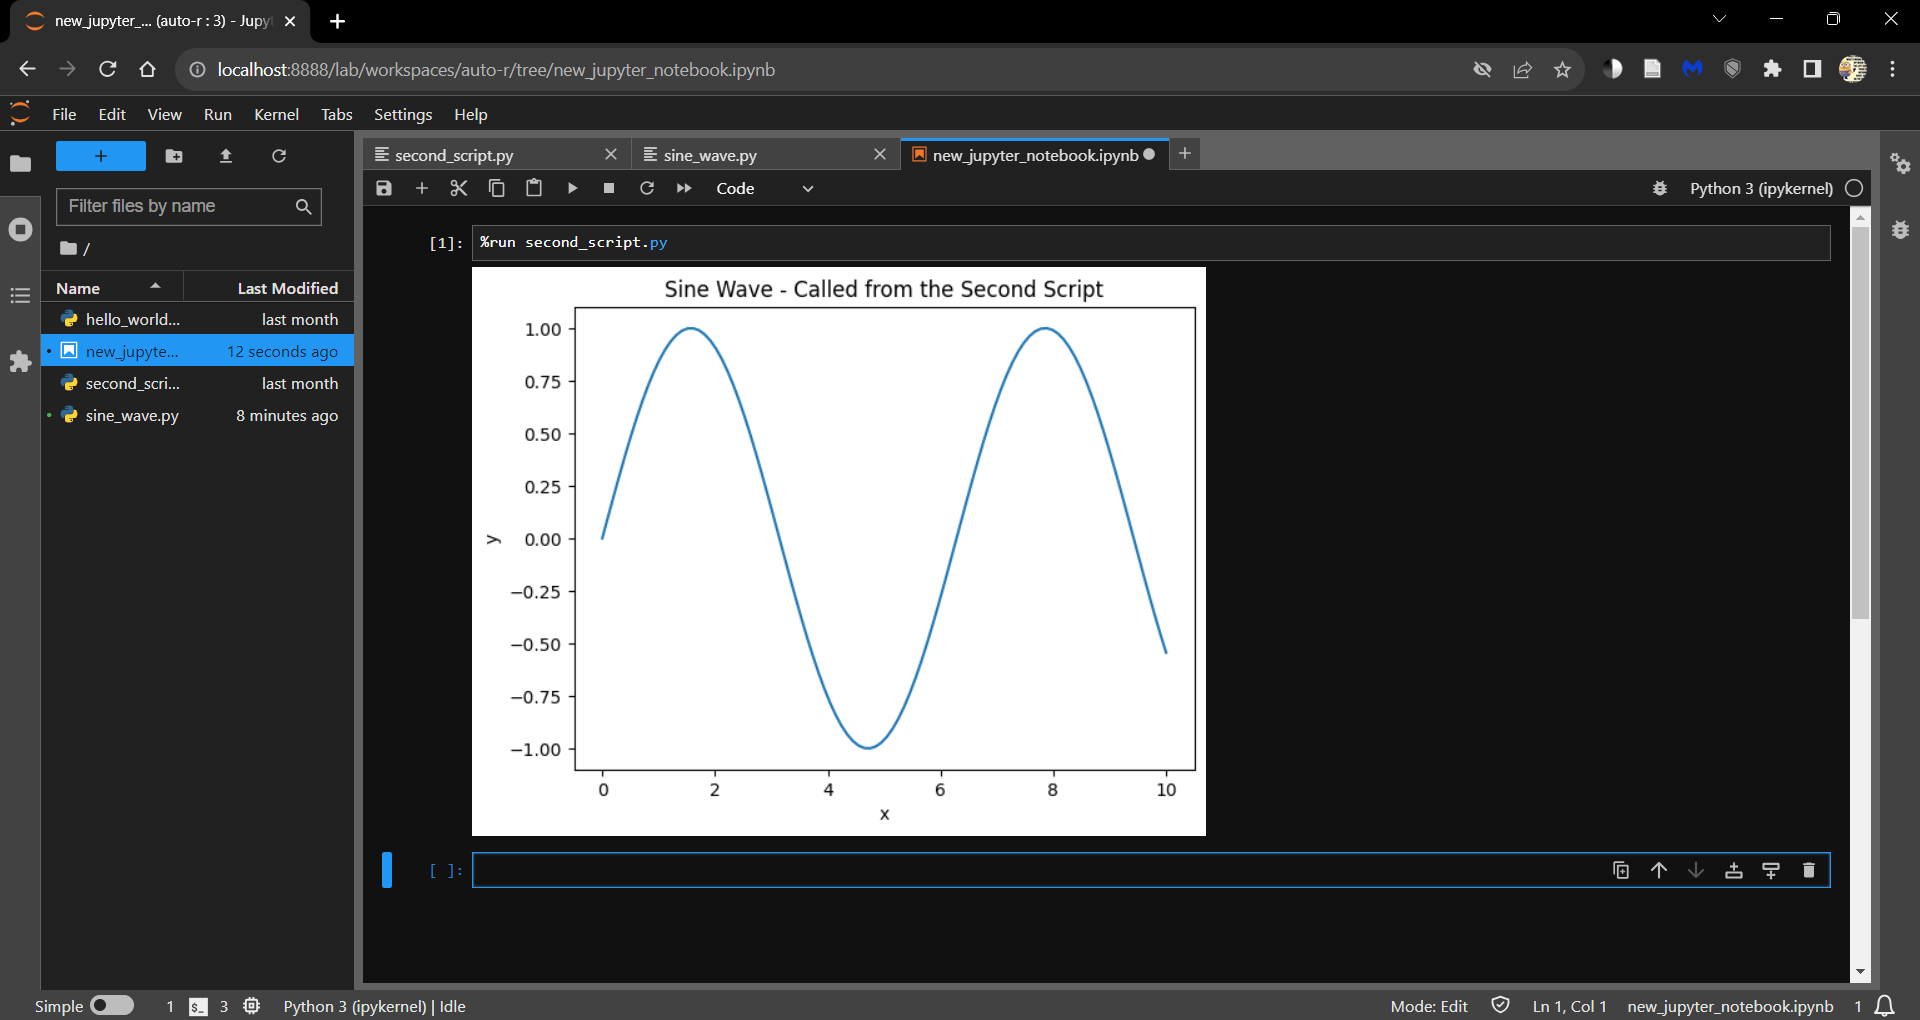 new_jupyter_... (auto-r : 3) - Jupyt
localhost:8888/lab/workspaces/auto-r/tree/new_jupyter_notebook.ipynb
File Edit View Run Kernel Tabs Settings Help
second_script.py sine_wave.py new_jupyter_notebook.ipynb
Code Python 3 (ipykernel)
Filter files by name
/
Name Last Modified
hello_world... last month
new_jupyte... 12 seconds ago
second_scri... last month
sine_wave.py 8 minutes ago
[1]: %run second_script.py
Sine Wave - Called from the Second Script
1.00
0.75
0.50
0.25
0.00
−0.25
−0.50
−0.75
−1.00
y
0 2 4 6 8 10
x
[ ]:
Simple 1 $_ 3 Python 3 (ipykernel) | Idle Mode: Edit Ln 1, Col 1 new_jupyter_notebook.ipynb 1